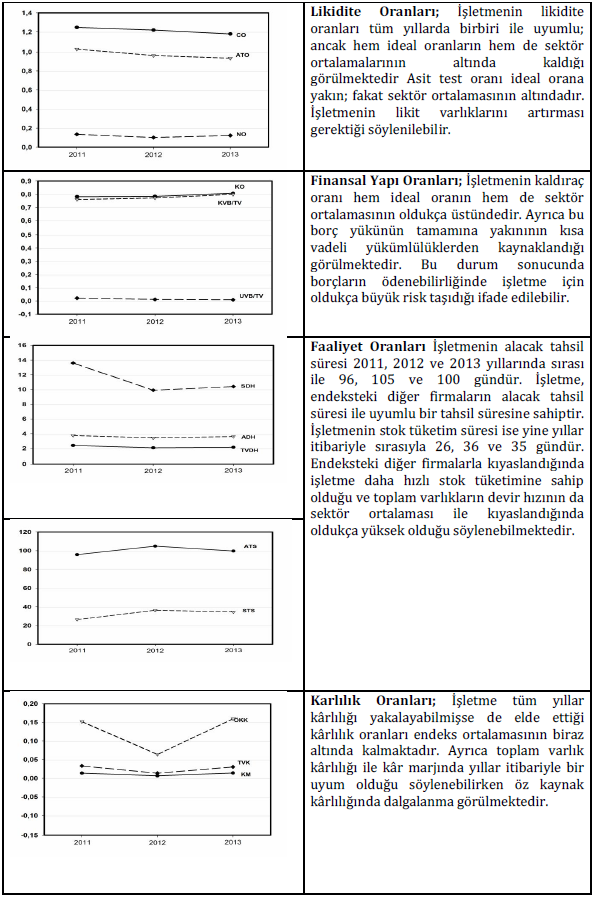 1,4
1,2
1,0
0,8
0,6
0,4
0,2
0,0
CO
ATO
NO
2011 2012 2013
Likidite Oranları; İşletmenin likidite
oranları tüm yıllarda birbiri ile uyumlu;
ancak hem ideal oranların hem de sektör
ortalamalarının altında kaldığı
görülmektedir Asit test oranı ideal orana
yakın; fakat sektör ortalamasının altındadır.
İşletmenin likit varlıklarını artırması
gerektiği söylenilebilir.
0,9
0,8
0,7
0,6
0,5
0,4
0,3
0,2
0,1
0,0
-0,1
KO
KVB/TV
UVB/TV
2011 2012 2013
Finansal Yapı Oranları; İşletmenin kaldıraç
oranı hem ideal oranın hem de sektör
ortalamasının oldukça üstündedir. Ayrıca bu
borç yükünün tamamına yakınının kısa
vadeli yükümlülüklerden kaynaklandığı
görülmektedir. Bu durum sonucunda
borçların ödenebilirliğinde işletme için
oldukça büyük risk taşıdığı ifade edilebilir.
16
14
12
10
8
6
4
2
0
SDH
ADH
TVDH
2011 2012 2013
120
100
80
60
40
20
0
ATS
STS
2011 2012 2013
Faaliyet Oranları İşletmenin alacak tahsil
süresi 2011, 2012 ve 2013 yıllarında sırası
ile 96, 105 ve 100 gündür. İşletme,
endeksteki diğer firmaların alacak tahsil
süresi ile uyumlu bir tahsil süresine sahiptir.
İşletmenin stok tüketim süresi ise yine yıllar
itibariyle sırasıyla 26, 36 ve 35 gündür.
Endeksteki diğer firmalarla kıyaslandığında
işletme daha hızlı stok tüketimine sahip
olduğu ve toplam varlıkların devir hızının da
sektör ortalaması ile kıyaslandığında
oldukça yüksek olduğu söylenebilmektedir.
0,20
0,15
0,10
0,05
0,00
-0,05
-0,10
-0,15
OKK
TVK
KM
2011 2012 2013
Karlılık Oranları; İşletme tüm yıllar
kârlılığı yakalayabilmişse de elde ettiği
kârlılık oranları endeks ortalamasının biraz
altında kalmaktadır. Ayrıca toplam varlık
kârlılığı ile kâr marjında yıllar itibariyle bir
uyum olduğu söylenebilirken öz kaynak
kârlılığında dalgalanma görülmektedir.